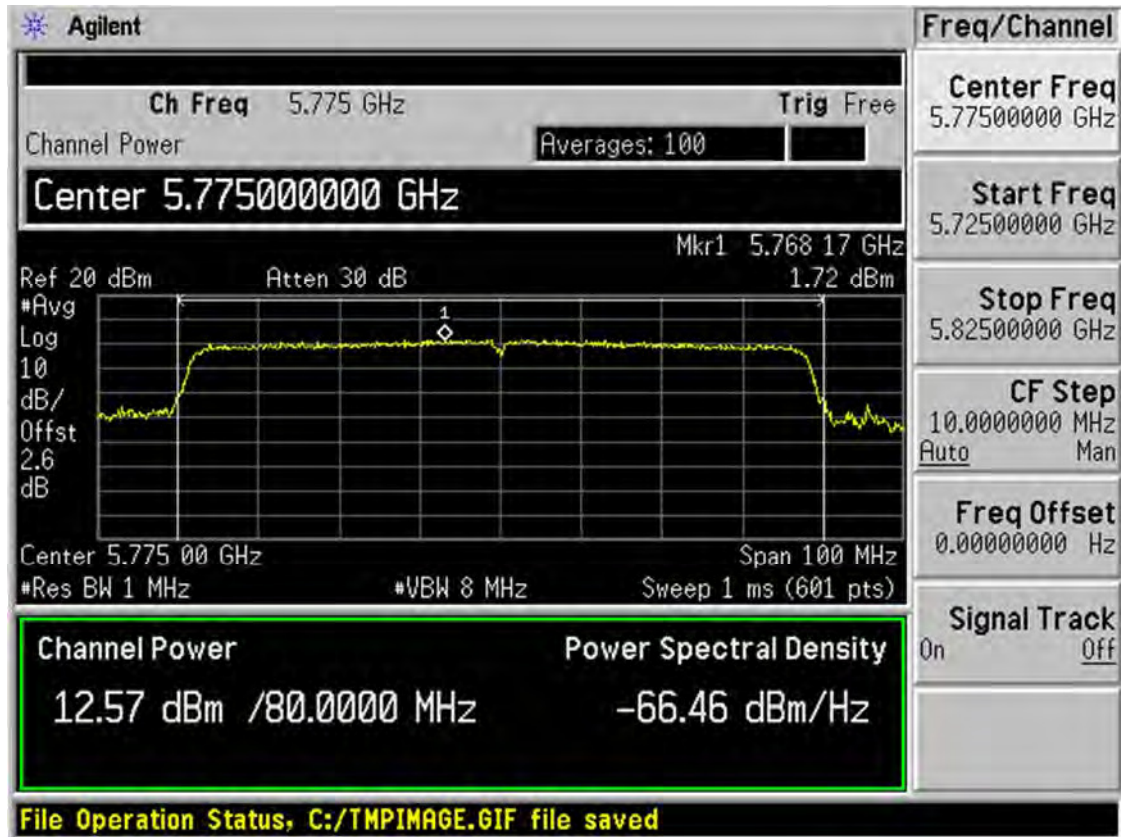 Agilent
Ch Freq 5.775 GHz Trig Free
Channel Power Averages: 100
Center 5.775000000 GHz
Mkr1 5.768 17 GHz
Ref 20 dBm Atten 30 dB 1.72 dBm
#Avg
Log
10
dB/
Offst
2.6
dB
1
Center 5.775 00 GHz Span 100 MHz
#Res BW 1 MHz #VBW 8 MHz Sweep 1 ms (601 pts)
Channel Power Power Spectral Density
12.57 dBm /80.0000 MHz -66.46 dBm/Hz
File Operation Status, C:/TMPIMAGE.GIF file saved
Freq/Channel
Center Freq
5.77500000 GHz
Start Freq
5.72500000 GHz
Stop Freq
5.82500000 GHz
CF Step
10.0000000 MHz
Auto Man
Freq Offset
0.00000000 Hz
Signal Track
On Off